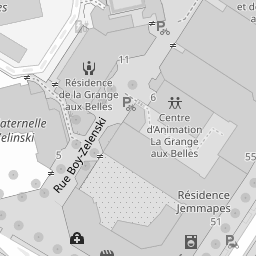 et
de
11
Résidence
de la Grange
aux Belles
6
Centre
d'Animation
La Grange
aux Belles
aternelle
elinski
5
Rue Boy-Zelenski
55
Résidence
Jemmapes
51